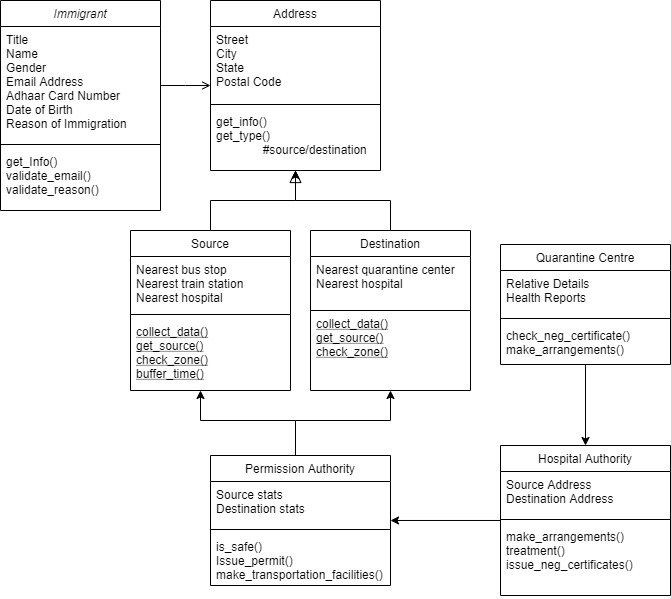 Immigrant
Title
Name
Gender
Email Address
Adhaar Card Number
Date of Birth
Reason of Immigration
get_Info()
validate_email()
validate_reason()
Address
Street
City
State
Postal Code
get_info()
get_type()
#source/destination
Source
Nearest bus stop
Nearest train station
Nearest hospital
collect_data()
get_source()
check_zone()
buffer_time()
Destination
Nearest quarantine center
Nearest hospital
collect_data()
get_source()
check_zone()
Quarantine Centre
Relative Details
Health Reports
check_neg_certificate()
make_arrangements()
Permission Authority
Source stats
Destination stats
is_safe()
Issue_permit()
make_transportation_facilities()
Hospital Authority
Source Address
Destination Address
make_arrangements()
treatment()
issue_neg_certificates()